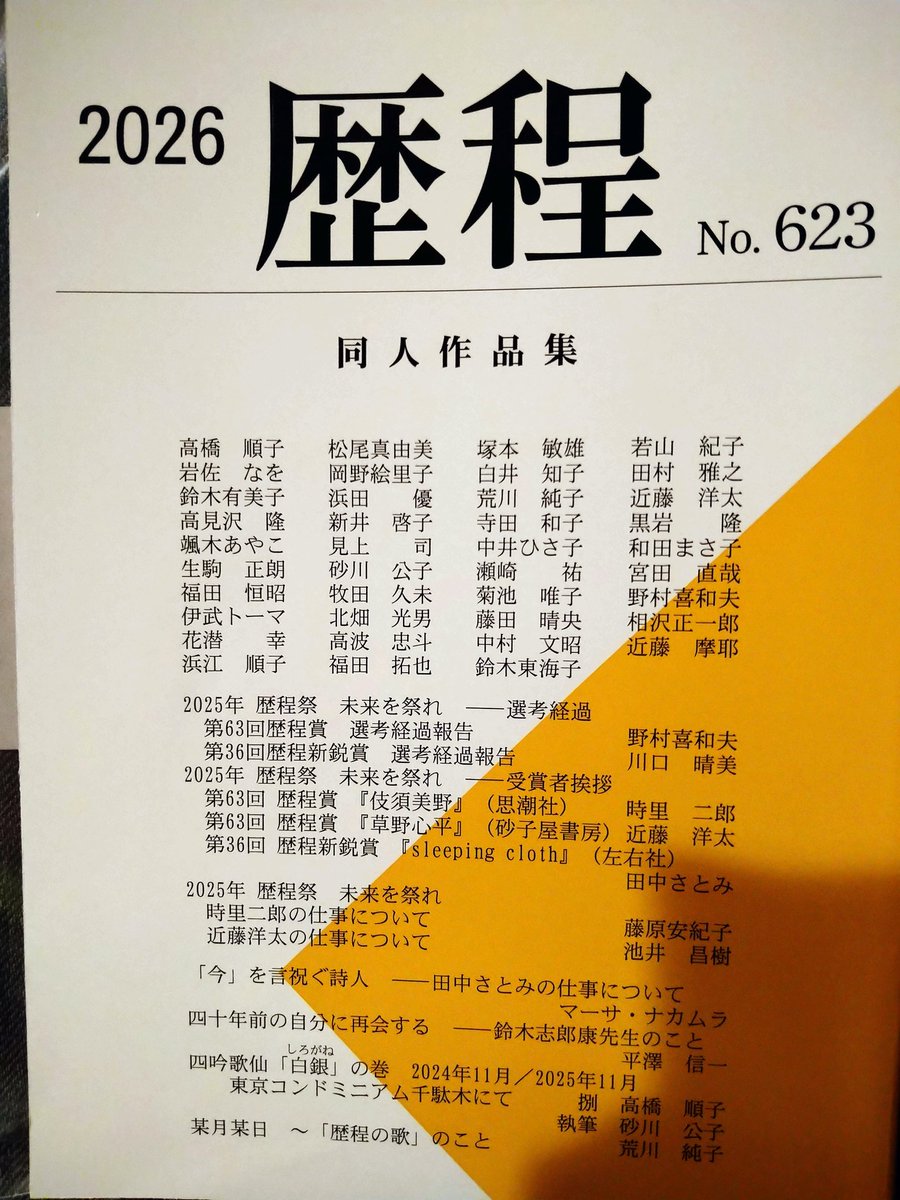 2026 歴程 No. 623
同人作品集
高橋　順子　松尾真由美　塚本　敏雄　若山　紀子
岩佐　なを　岡野絵里子　白井　知子　田村　雅之
鈴木有美子　浜田　　優　荒川　純子　近藤　洋太
高見沢　隆　新井　啓子　寺田　和子　黒岩　　隆
颯木あやこ　見上　　司　中井ひさ子　和田まさ子
生駒　正朗　砂川　公子　瀬崎　　祐　宮田　直哉
福田　恒昭　牧田　久未　菊池　唯子　野村喜和夫
伊武トーマ　北畑　光男　藤田　晴央　相沢正一郎
花潜　　幸　高波　忠斗　中村　文昭　近藤　摩耶
浜江　順子　福田　拓也　鈴木東海子
2025年 歴程祭　未来を祭れ　――選考経過
第63回歴程賞　選考経過報告　野村喜和夫
第36回歴程新鋭賞　選考経過報告　川口　晴美
2025年 歴程祭　未来を祭れ　――受賞者挨拶
第63回 歴程賞 『伎須美野』（思潮社）　時里　二郎
第63回 歴程賞 『草野心平』（砂子屋書房）近藤　洋太
第36回 歴程新鋭賞 『sleeping cloth』（左右社）
田中さとみ
2025年 歴程祭　未来を祭れ
時里二郎の仕事について　藤原安紀子
近藤洋太の仕事について　池井　昌樹
「今」を言祝ぐ詩人　――田中さとみの仕事について
マーサ・ナカムラ
四十年前の自分に再会する　――鈴木志郎康先生のこと
平澤　信一
しろがね
四吟歌仙「白銀」の巻　2024年11月／2025年11月
東京コンドミニアム千駄木にて　捌　高橋　順子
執筆　砂川　公子
某月某日　～「歴程の歌」のこと　荒川　純子